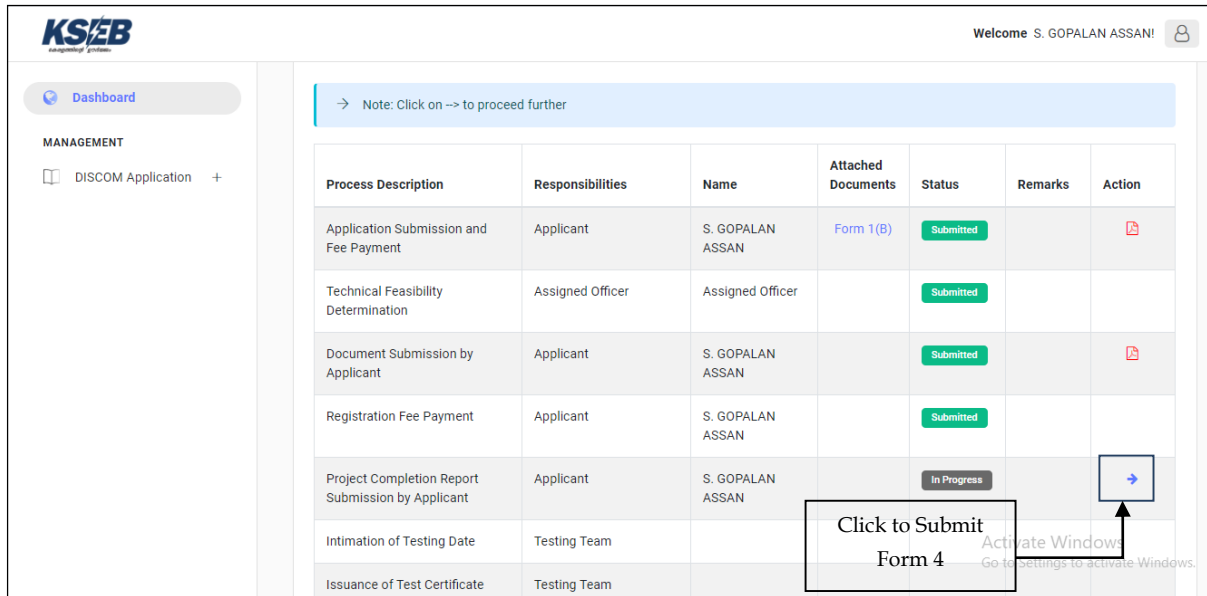 KSEB
Welcome S. GOPALAN ASSAN!
Dashboard
MANAGEMENT
DISCOM Application +
→ Note: Click on --> to proceed further
Process Description Responsibilities Name Attached Documents Status Remarks Action
Application Submission and Applicant S. GOPALAN Form 1(B) Submitted
Fee Payment ASSAN
Technical Feasibility Assigned Officer Assigned Officer Submitted
Determination
Document Submission by Applicant S. GOPALAN Submitted
Applicant ASSAN
Registration Fee Payment Applicant S. GOPALAN Submitted
ASSAN
Project Completion Report Applicant S. GOPALAN In Progress →
Submission by Applicant ASSAN
Click to Submit
Form 4
Intimation of Testing Date Testing Team
Activate Windows
Go to Settings to activate Windows.
Issuance of Test Certificate Testing Team